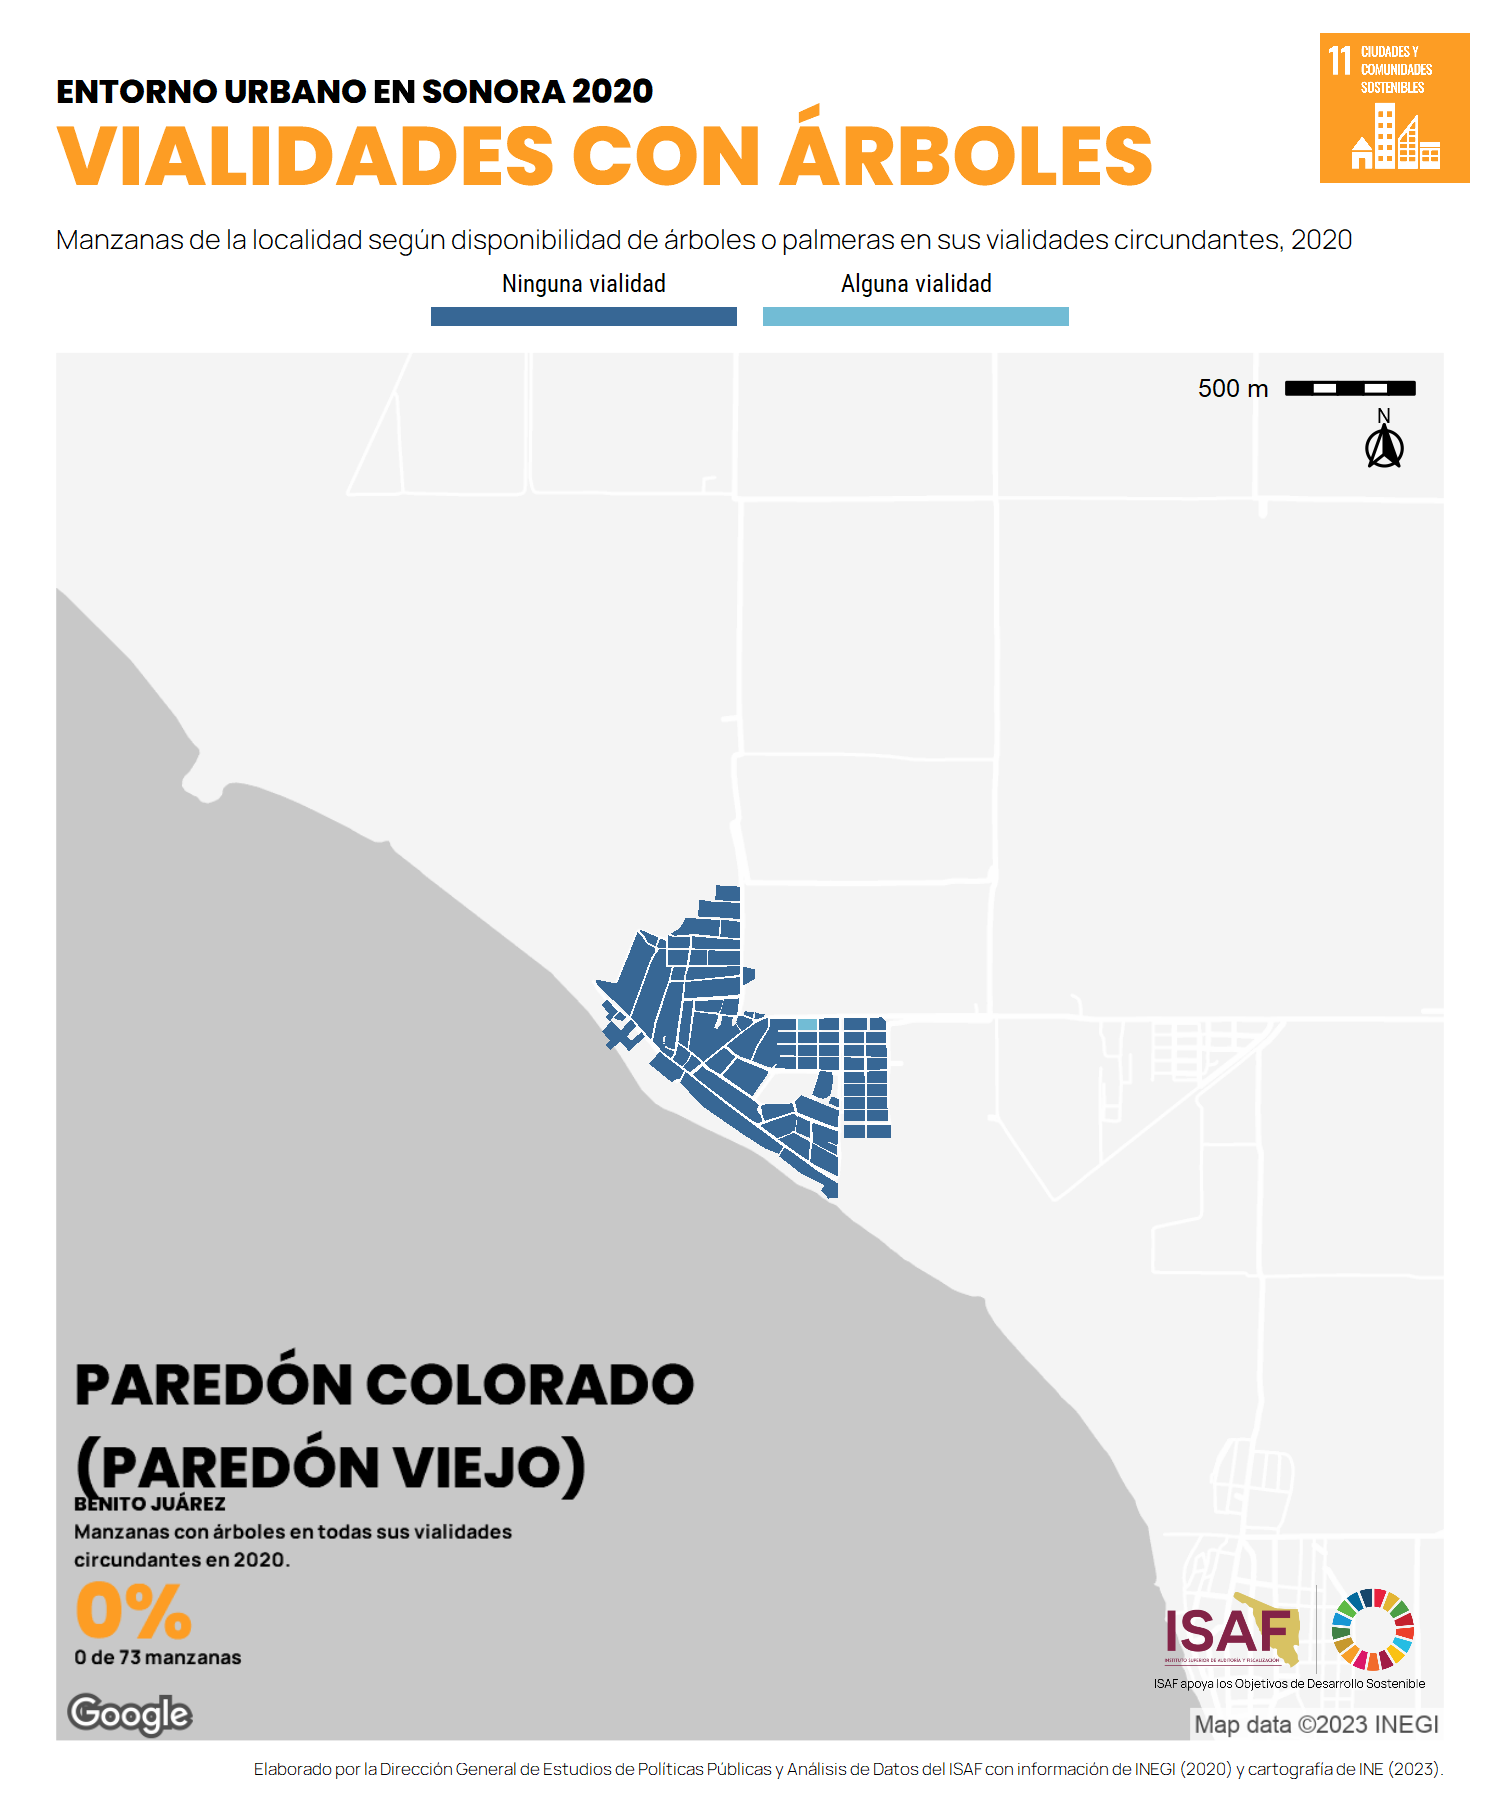 ENTORNO URBANO EN SONORA 2020
VIALIDADES CON ÁRBOLES
11 CIUDADES Y
COMUNIDADES
SOSTENIBLES
Manzanas de la localidad según disponibilidad de árboles o palmeras en sus vialidades circundantes, 2020
Ninguna vialidad Alguna vialidad
500 m
N
PAREDÓN COLORADO
(PAREDÓN VIEJO)
BENITO JUÁREZ
Manzanas con árboles en todas sus vialidades
circundantes en 2020.
0%
0 de 73 manzanas
ISAF
INSTITUTO SUPERIOR DE AUDITORÍA Y FISCALIZACIÓN
ISAF apoya los Objetivos de Desarrollo Sostenible
Google
Map data ©2023 INEGI
Elaborado por la Dirección General de Estudios de Políticas Públicas y Análisis de Datos del ISAF con información de INEGI (2020) y cartografía de INE (2023).